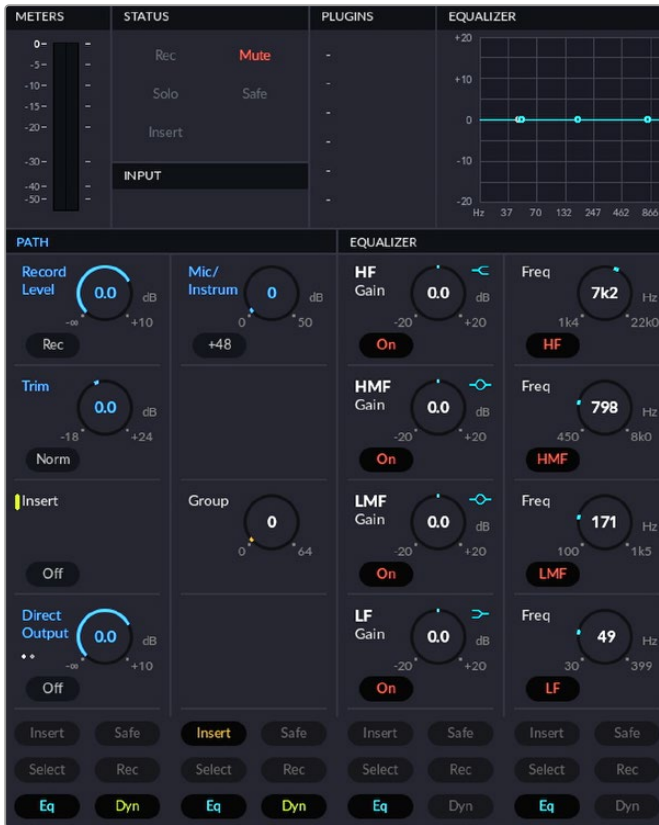 METERS STATUS PLUGINS EQUALIZER
0-
-5 -
-10 -
-15 -
-20 -
-30 -
-40 -
-50 -
Rec Mute
Solo Safe
Insert
INPUT
+20
+10
0
-10
-20
Hz 37 70 132 247 462 866
PATH EQUALIZER
Record
Level 0.0 dB
-∞ +10
Rec
Mic/
Instrum 0 dB
0 50
+48
HF
Gain 0.0 dB
-20 +20
On
Freq 7k2 Hz
1k4 22k0
HF
Trim
0.0 dB
-18 +24
Norm
HMF
Gain 0.0 dB
-20 +20
On
Freq 798 Hz
450 8k0
HMF
Insert
Off
Group
0
0 64
LMF
Gain 0.0 dB
-20 +20
On
Freq 171 Hz
100 1k5
LMF
Direct
Output 0.0 dB
-∞ +10
Off
LF
Gain 0.0 dB
-20 +20
On
Freq 49 Hz
30 399
LF
Insert Safe Insert Safe Insert Safe Insert Safe
Select Rec Select Rec Select Rec Select Rec
Eq Dyn Eq Dyn Eq Dyn Eq Dyn